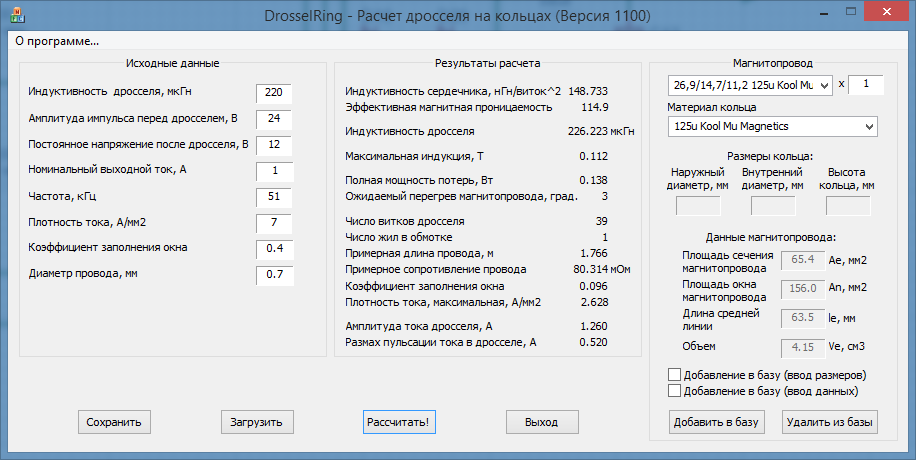 DrosselRing - Расчет дросселя на кольцах (Версия 1100)
О программе...
Исходные данные
Индуктивность дросселя, мкГн 220
Амплитуда импульса перед дросселем, В 24
Постоянное напряжение после дросселя, В 12
Номинальный выходной ток, А 1
Частота, кГц 51
Плотность тока, А/мм2 7
Коэффициент заполнения окна 0.4
Диаметр провода, мм 0.7
Результаты расчета
Индуктивность сердечника, нГн/виток^2 148.733
Эффективная магнитная проницаемость 114.9
Индуктивность дросселя 226.223 мкГн
Максимальная индукция, Т 0.112
Полная мощность потерь, Вт 0.138
Ожидаемый перегрев магнитопровода, град. 3
Число витков дросселя 39
Число жил в обмотке 1
Примерная длина провода, м 1.766
Примерное сопротивление провода 80.314 мОм
Коэффициент заполнения окна 0.096
Плотность тока, максимальная, А/мм2 2.628
Амплитуда тока дросселя, А 1.260
Размах пульсации тока в дросселе, А 0.520
Магнитопровод
26,9/14,7/11,2 125u Kool Mu x 1
Материал кольца
125u Kool Mu Magnetics
Размеры кольца:
Наружный Внутренний Высота
диаметр, мм диаметр, мм кольца, мм
Данные магнитопровода:
Площадь сечения
магнитопровода 65.4 Ae, мм2
Площадь окна
магнитопровода 156.0 An, мм2
Длина средней
линии 63.5 le, мм
Объем 4.15 Ve, см3
Добавление в базу (ввод размеров)
Добавление в базу (ввод данных)
Сохранить Загрузить Рассчитать! Выход Добавить в базу Удалить из базы